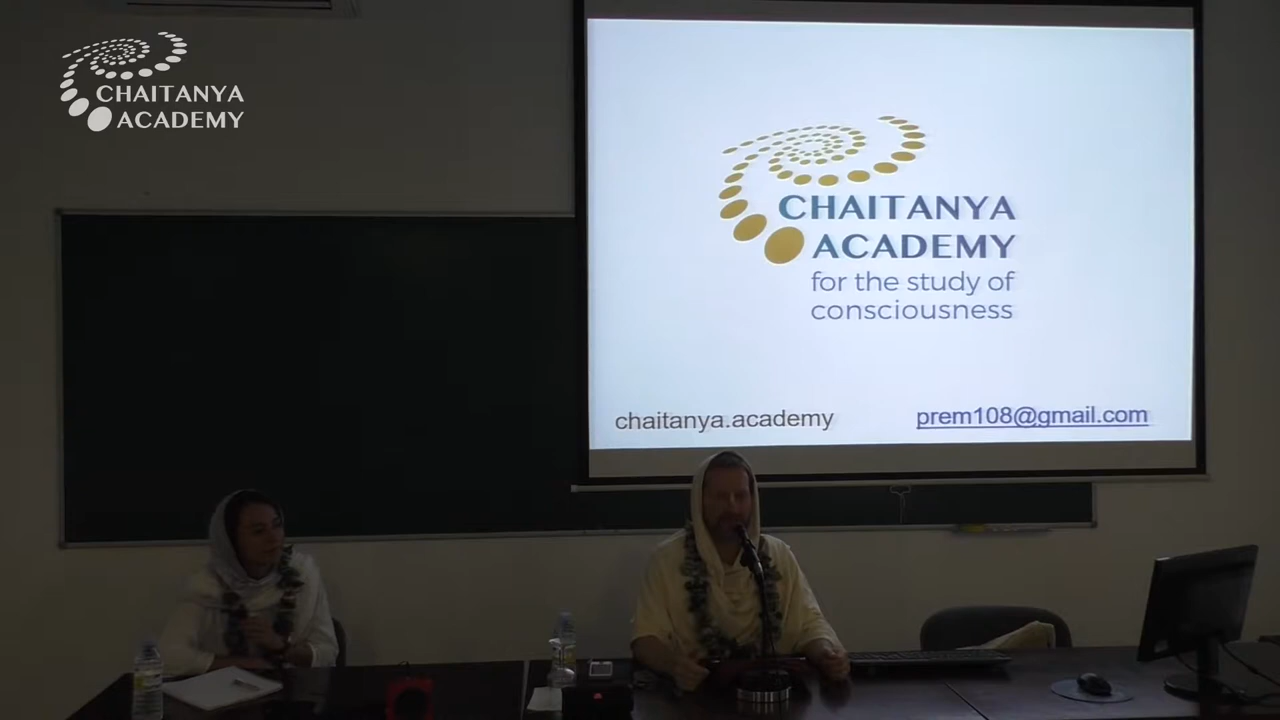 CHAITANYA
ACADEMY
CHAITANYA
ACADEMY
for the study of
consciousness
chaitanya.academy
prem108@gmail.com